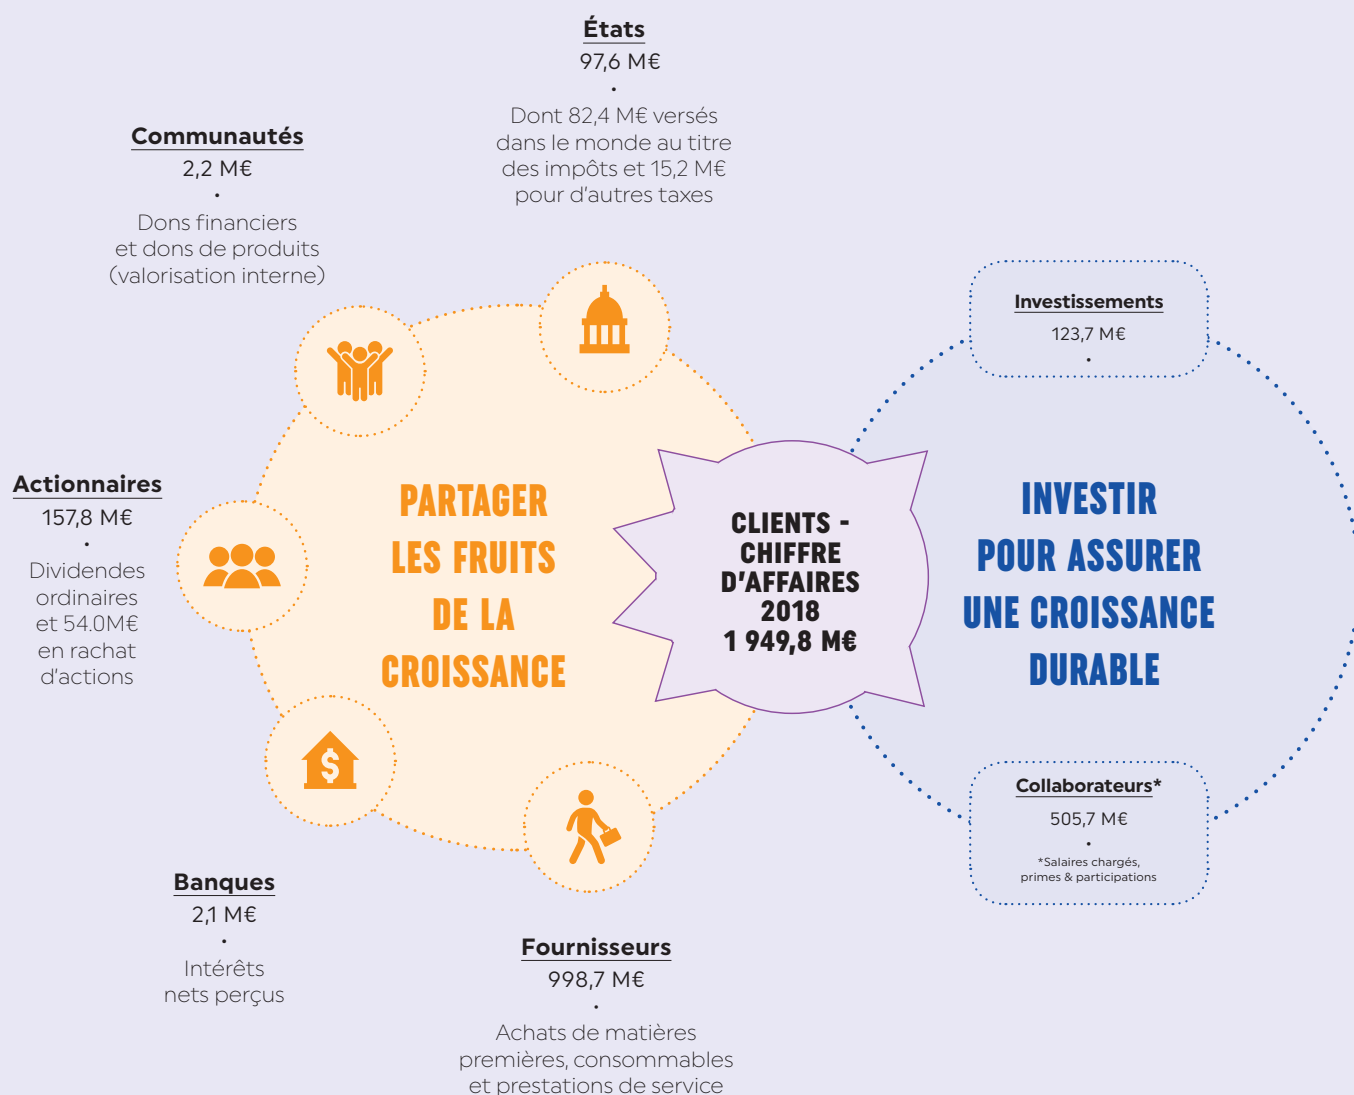 États
97,6 M€
•
Dont 82,4 M€ versés
dans le monde au titre
des impôts et 15,2 M€
pour d'autres taxes
Communautés
2,2 M€
•
Dons financiers
et dons de produits
(valorisation interne)
Actionnaires
157,8 M€
•
Dividendes
ordinaires
et 54.0M€
en rachat
d'actions
Banques
2,1 M€
•
Intérêts
nets perçus
Fournisseurs
998,7 M€
•
Achats de matières
premières, consommables
et prestations de service
PARTAGER
LES FRUITS
DE LA
CROISSANCE
$
CLIENTS -
CHIFFRE
D'AFFAIRES
2018
1 949,8 M€
Investissements
123,7 M€
•
INVESTIR
POUR ASSURER
UNE CROISSANCE
DURABLE
Collaborateurs*
505,7 M€
•
*Salaires chargés,
primes & participations